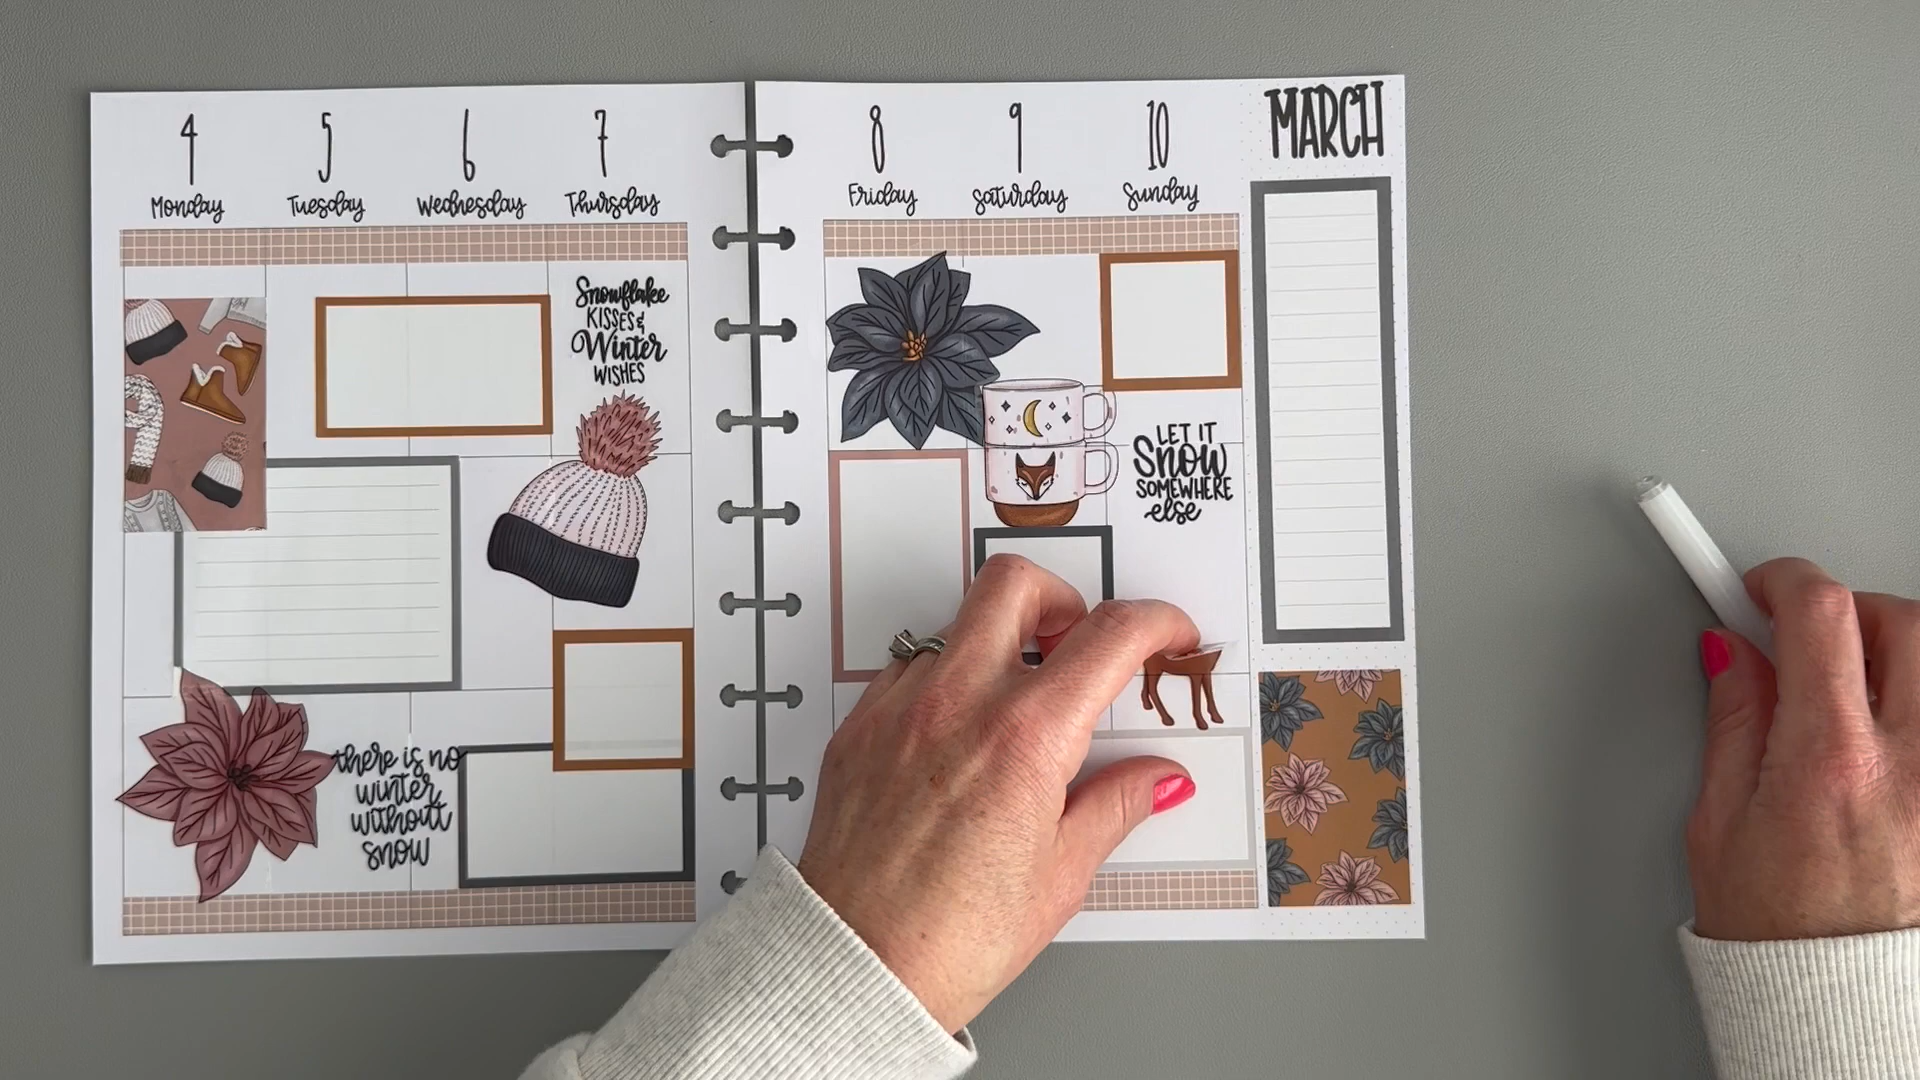 4 5 6 7
Monday Tuesday Wednesday Thursday
Snowflake
KISSES &
Winter
WISHES
there is no
winter
without
snow
8 9 10
Friday Saturday Sunday
LET IT
Snow
SOMEWHERE
else
MARCH